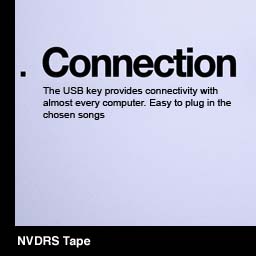 . Connection
The USB key provides connectivity with
almost every computer. Easy to plug in the
chosen songs
NVDRS Tape